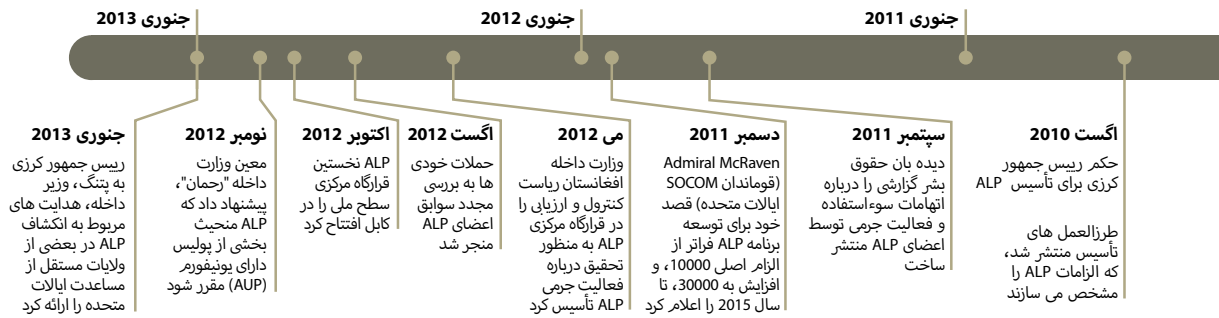 جنوری 2011
جنوری 2012
جنوری 2013
اگست 2010
حکم رییس جمهور
کرزی برای تأسیس ALP
طرزالعمل های
تأسیس منتشر شد،
که الزامات ALP را
مشخص می سازند
سپتمبر 2011
دیده بان حقوق
بشر گزارشی را درباره
اتهامات سوءاستفاده
و فعالیت جرمی توسط
اعضای ALP منتشر
ساخت
دسمبر 2011
Admiral McRaven
(قوماندان SOCOM
ایالات متحده) قصد
خود برای توسعه
برنامه ALP فراتر از
الزام اصلی 10000، و
افزایش به 30000، تا
سال 2015 را اعلام کرد
می 2012
وزارت داخله
افغانستان ریاست
کنترول و ارزیابی را
در قرارگاه مرکزی
ALP به منظور
تحقیق درباره
فعالیت جرمی
ALP تأسیس کرد
اگست 2012
حملات خودی
ها به بررسی
مجدد سوابق
اعضای ALP
منجر شد
اکتوبر 2012
ALP نخستین
قرارگاه مرکزی
سطح ملی را در
کابل افتتاح کرد
نومبر 2012
معین وزارت
داخله "رحمان"،
پیشنهاد داد که
ALP منحیث
بخشی از پولیس
دارای یونیفورم
(AUP) مقرر شود
جنوری 2013
رییس جمهور کرزی
به پتنگ، وزیر
داخله، هدایت های
مربوط به انکشاف
ALP در بعضی از
ولایات مستقل از
مساعدت ایالات
متحده را ارائه کرد